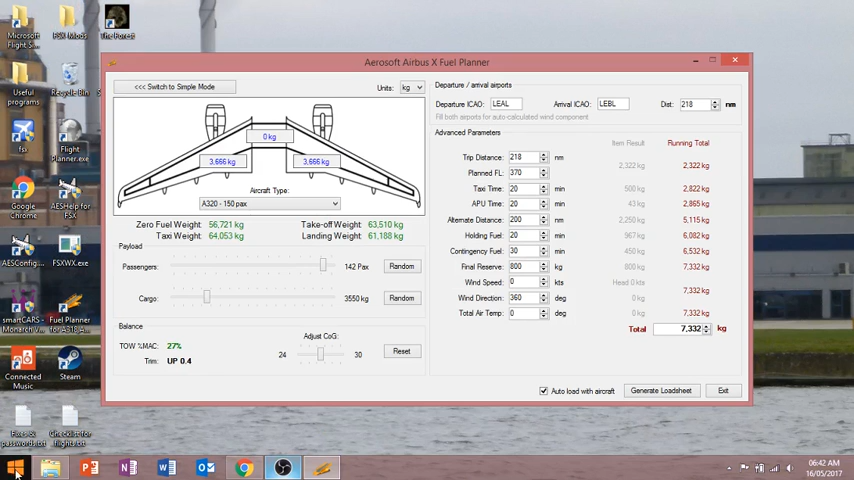 Microsoft Flight S...
FSX Mods
The Forest
Useful programs
Recycle Bin
fsx
Flight Planner.exe
Google Chrome
AESHelp for FSX
AESConfig...
FSXWX.exe
smartCARS - Monarch V...
Fuel Planner for A318 A...
Connected Music
Steam
Checklist for flight.txt
Aerosoft Airbus X Fuel Planner
<<< Switch to Simple Mode
Units: kg
0 kg
3,666 kg 3,666 kg
Aircraft Type:
A320 - 150 pax
Zero Fuel Weight: 56,721 kg Take-off Weight: 63,510 kg
Taxi Weight: 64,053 kg Landing Weight: 61,188 kg
Payload
Passengers: 142 Pax Random
Cargo: 3550 kg Random
Balance
TOW %MAC: 27%
Trim: UP 0.4
Adjust CoG:
24 30
Reset
Departure / arrival airports
Departure ICAO: LEAL Arrival ICAO: LEBL Dist: 218 nm
Fill both airports for auto-calculated wind component
Advanced Parameters
Item Result Running Total
Trip Distance: 218 nm
Planned FL: 370 2,322 kg 2,322 kg
Taxi Time: 20 min 500 kg 2,822 kg
APU Time: 20 min 43 kg 2,865 kg
Alternate Distance: 200 nm 2,250 kg 5,115 kg
Holding Fuel: 20 min 967 kg 6,082 kg
Contingency Fuel: 30 min 450 kg 6,532 kg
Final Reserve: 800 kg 800 kg 7,332 kg
Wind Speed: 0 kts Head 0 kts
Wind Direction: 360 deg 0 kg 7,332 kg
Total Air Temp: 0 deg 0 kg 7,332 kg
Total 7,332 kg
Auto load with aircraft Generate Loadsheet Exit
06:42 AM
16/05/2017